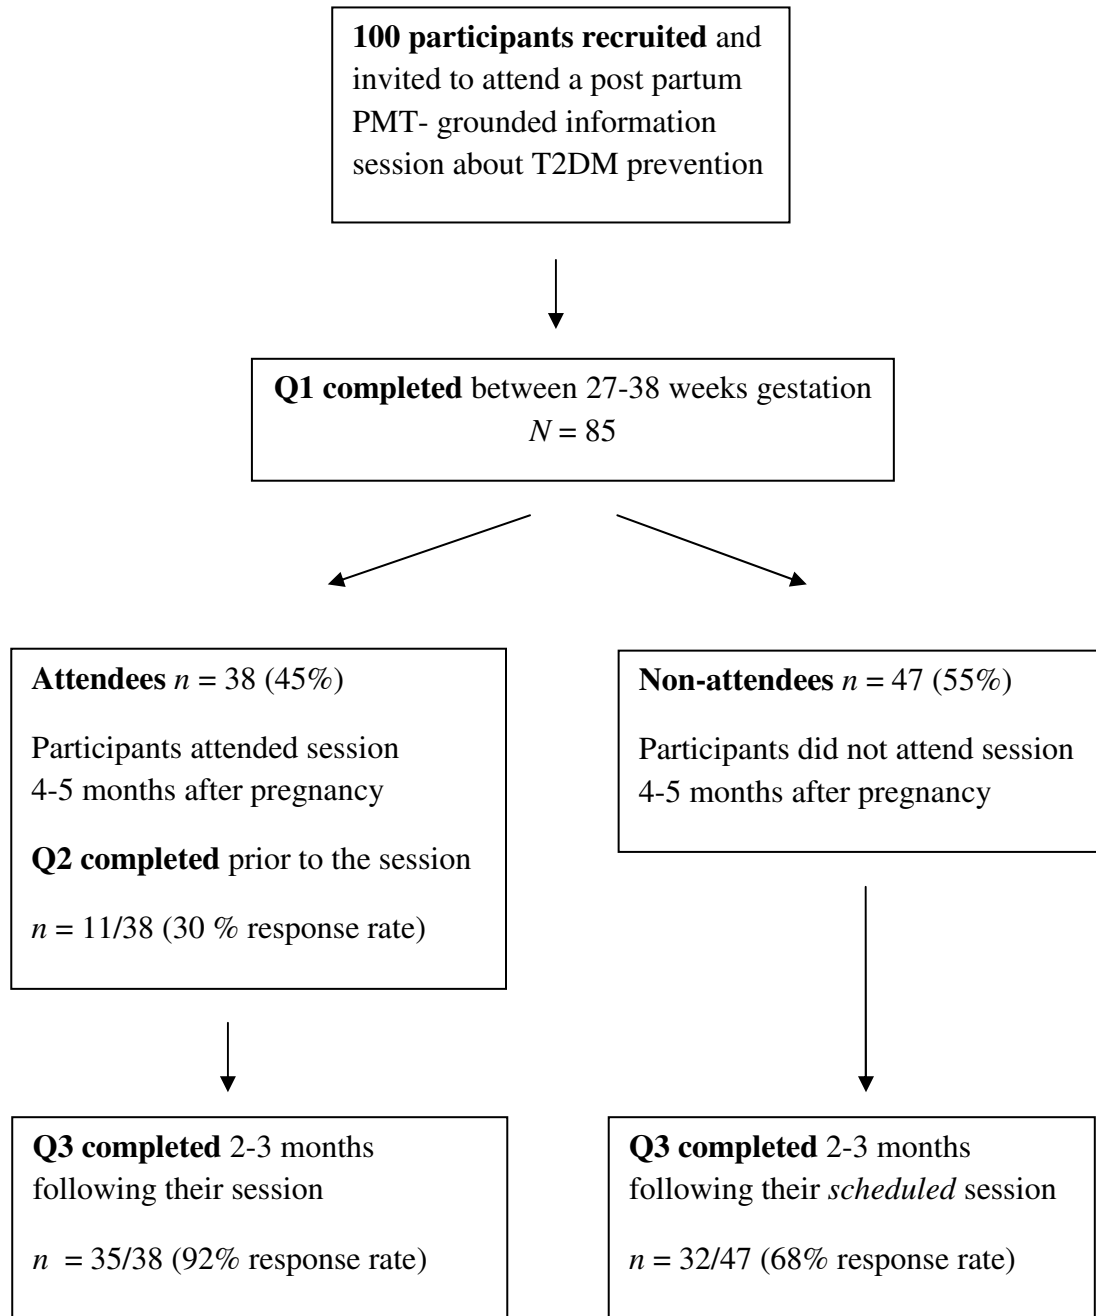 100 participants recruited and
invited to attend a post partum
PMT- grounded information
session about T2DM prevention
Q1 completed between 27-38 weeks gestation
N = 85
Attendees n = 38 (45%)
Participants attended session
4-5 months after pregnancy
Q2 completed prior to the session
n = 11/38 (30 % response rate)
Non-attendees n = 47 (55%)
Participants did not attend session
4-5 months after pregnancy
Q3 completed 2-3 months
following their session
n = 35/38 (92% response rate)
Q3 completed 2-3 months
following their scheduled session
n = 32/47 (68% response rate)